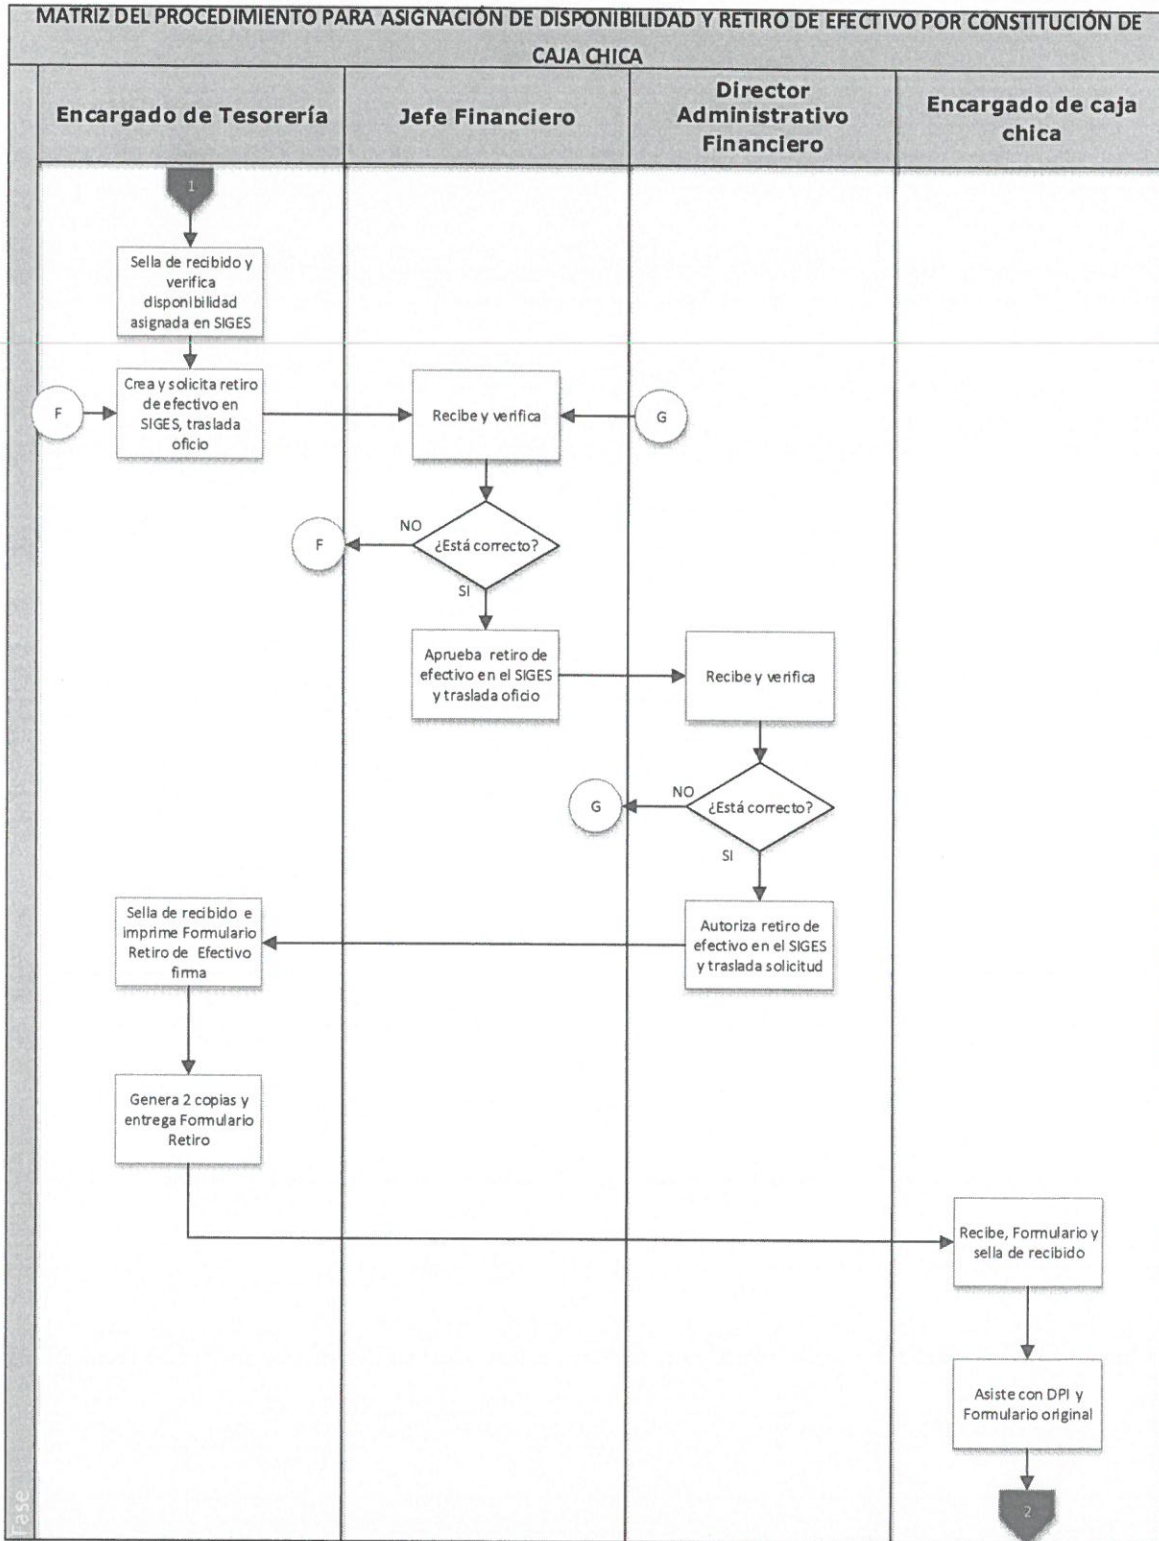 MATRIZ DEL PROCEDIMIENTO PARA ASIGNACIÓN DE DISPONIBILIDAD Y RETIRO DE EFECTIVO POR CONSTITUCIÓN DE
CAJA CHICA
Encargado de Tesorería
Jefe Financiero
Director
Administrativo
Financiero
Encargado de caja
chica
1
Sella de recibido y
verifica
disponibilidad
asignada en SIGES
F
Crea y solicita retiro
de efectivo en
SIGES, traslada
oficio
Recibe y verifica
G
F
NO
¿Está correcto?
SI
Aprueba retiro de
efectivo en el SIGES
y traslada oficio
Recibe y verifica
G
NO
¿Está correcto?
SI
Sella de recibido e
imprime Formulario
Retiro de Efectivo
firma
Autoriza retiro de
efectivo en el SIGES
y traslada solicitud
Genera 2 copias y
entrega Formulario
Retiro
Recibe, Formulario y
sella de recibido
Asiste con DPI y
Formulario original
2
Fase